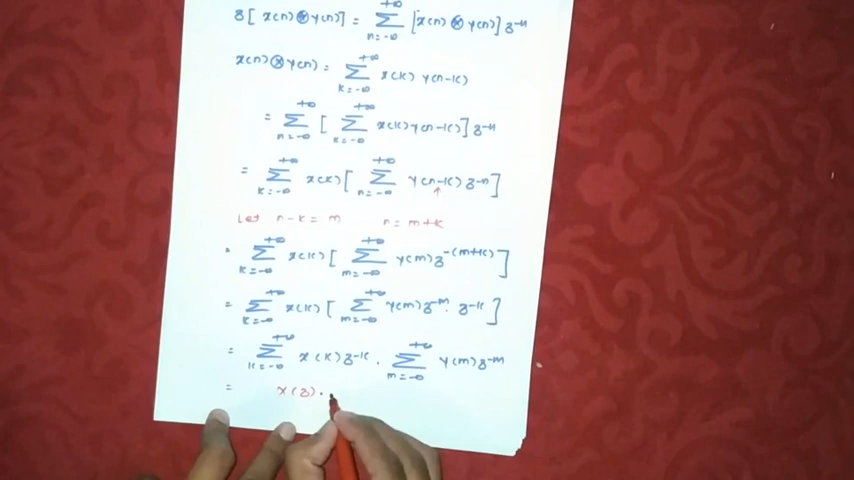 z[x(n) ⊛ y(n)] = Σ_{n=-∞}^{+∞} [x(n) ⊗ y(n)] z^{-n}
x(n) ⊗ y(n) = Σ_{k=-∞}^{+∞} x(k) y(n-k)
= Σ_{n=-∞}^{+∞} [ Σ_{k=-∞}^{+∞} x(k) y(n-k) ] z^{-n}
= Σ_{k=-∞}^{+∞} x(k) [ Σ_{n=-∞}^{+∞} y(n-k) z^{-n} ]
Let n-k = m n = m+k
= Σ_{k=-∞}^{+∞} x(k) [ Σ_{m=-∞}^{+∞} y(m) z^{-(m+k)} ]
= Σ_{k=-∞}^{+∞} x(k) [ Σ_{m=-∞}^{+∞} y(m) z^{-m} . z^{-k} ]
= Σ_{k=-∞}^{+∞} x(k) z^{-k} . Σ_{m=-∞}^{+∞} y(m) z^{-m}
= x(z) .